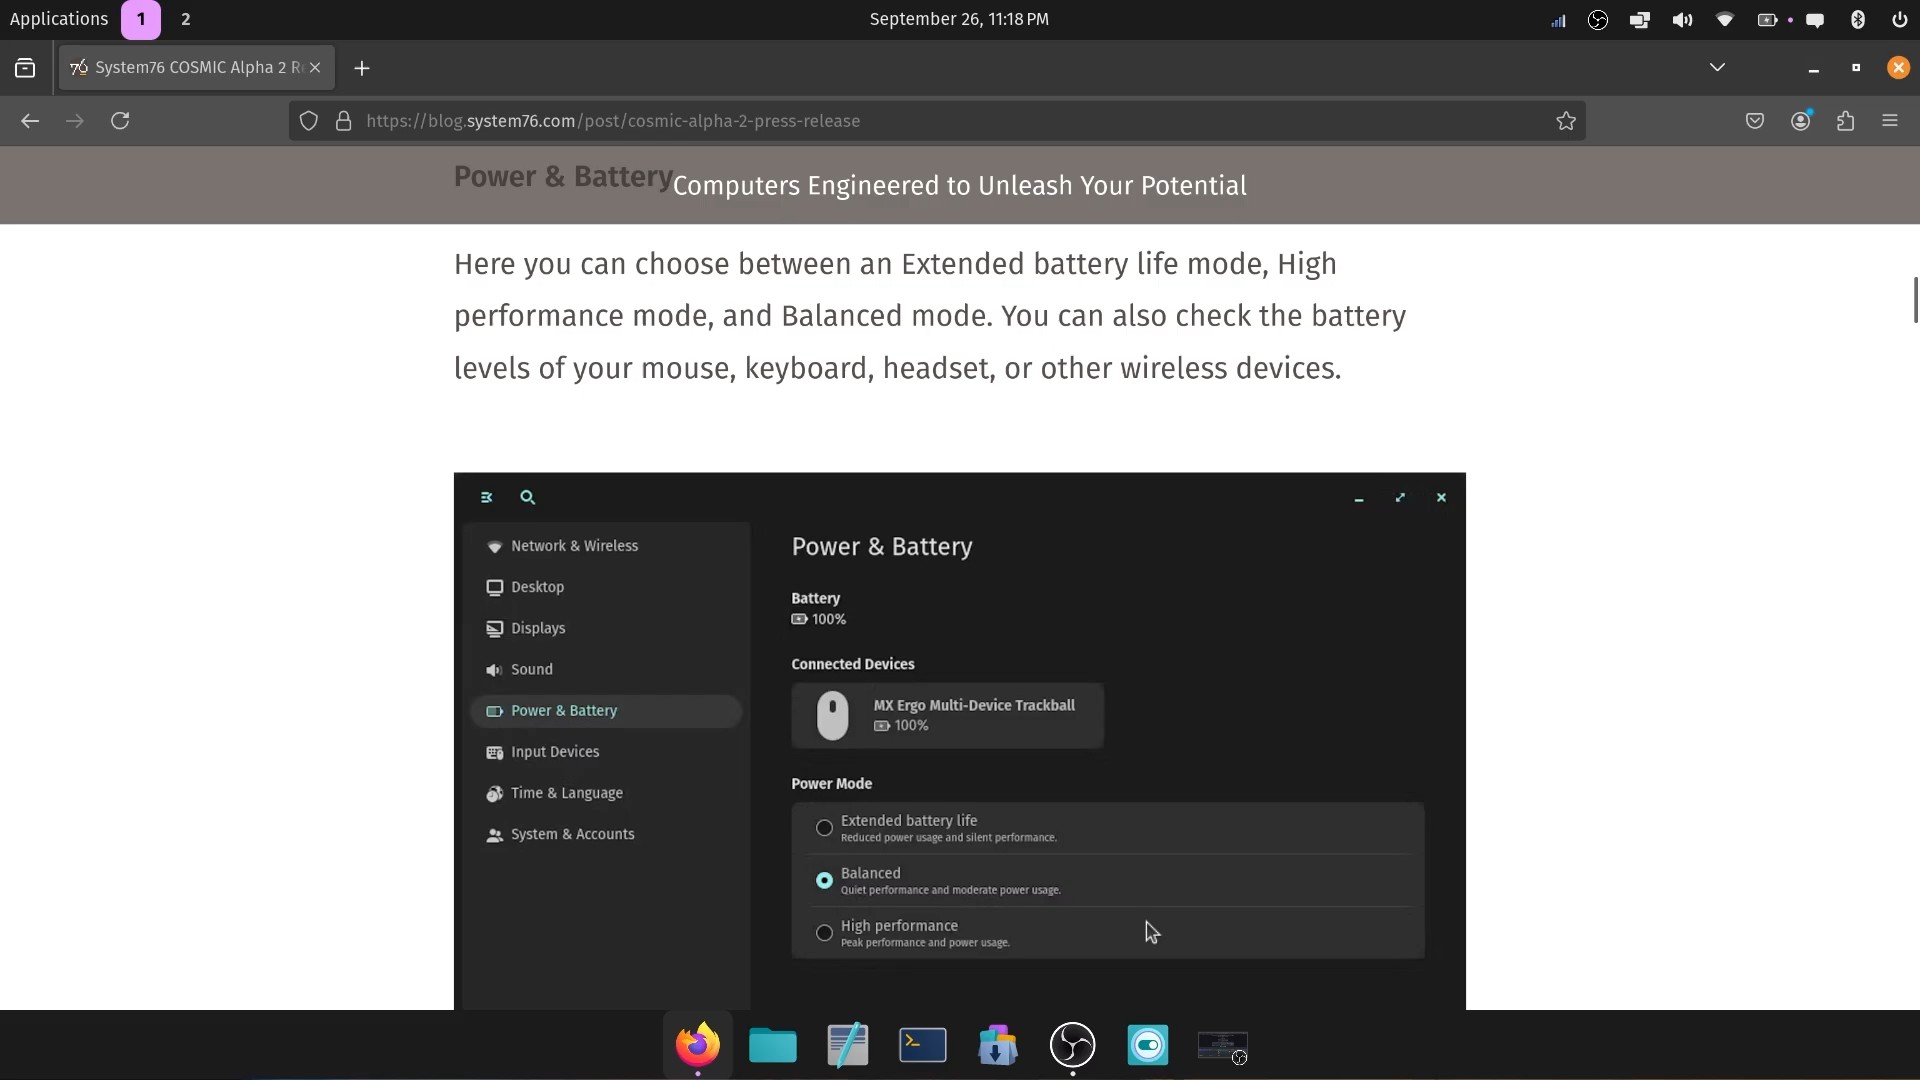 Applications 1 2 September 26, 11:18 PM
System76 COSMIC Alpha 2 Re
https://blog.system76.com/post/cosmic-alpha-2-press-release
Power & Battery
Computers Engineered to Unleash Your Potential
Here you can choose between an Extended battery life mode, High
performance mode, and Balanced mode. You can also check the battery
levels of your mouse, keyboard, headset, or other wireless devices.
Network & Wireless
Desktop
Displays
Sound
Power & Battery
Input Devices
Time & Language
System & Accounts
Power & Battery
Battery
100%
Connected Devices
MX Ergo Multi-Device Trackball
100%
Power Mode
Extended battery life
Reduced power usage and silent performance.
Balanced
Quiet performance and moderate power usage.
High performance
Peak performance and power usage.